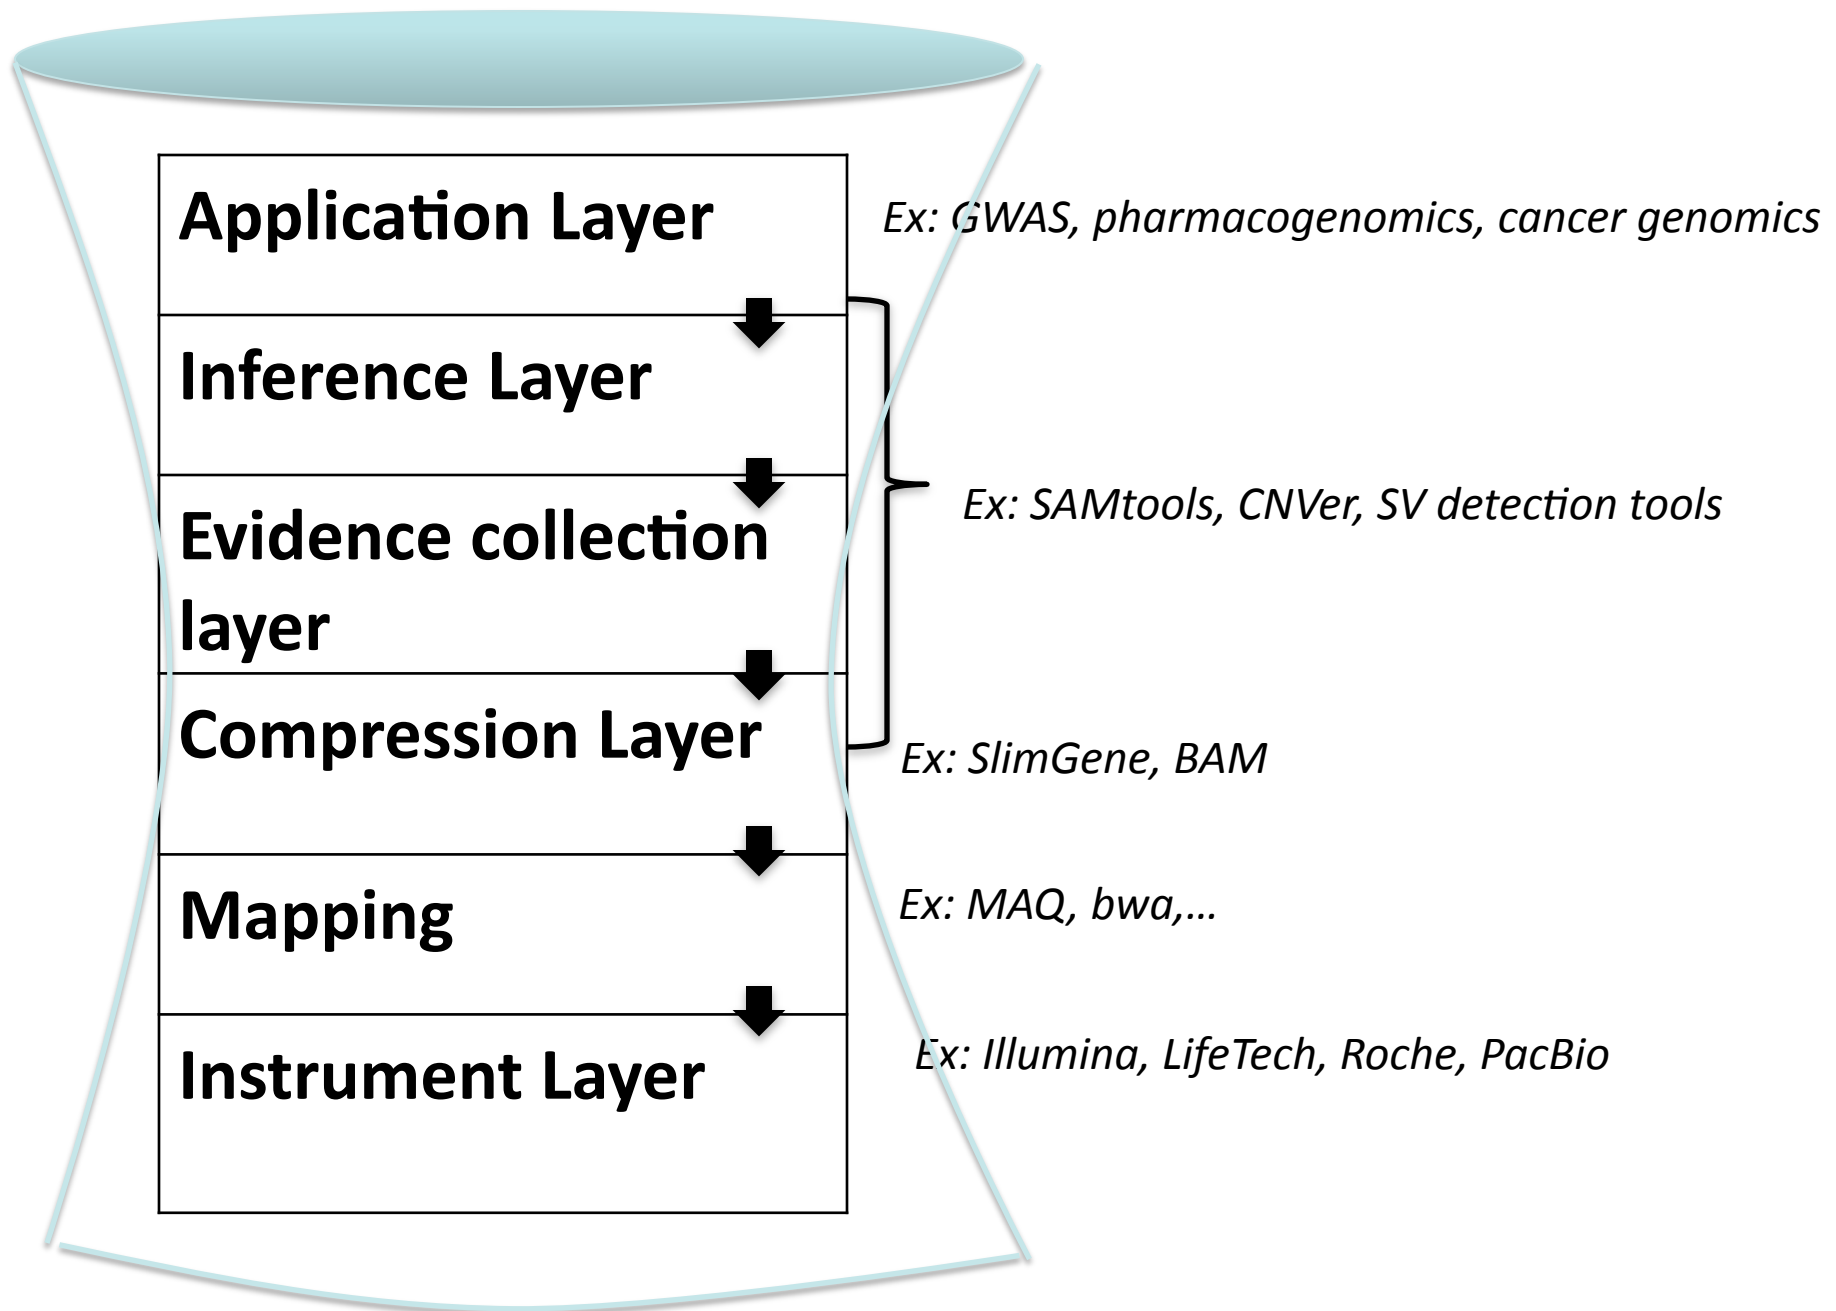 Application Layer
Ex: GWAS, pharmacogenomics, cancer genomics
Inference Layer
Evidence collection
layer
Ex: SAMtools, CNVer, SV detection tools
Compression Layer
Ex: SlimGene, BAM
Mapping
Ex: MAQ, bwa,...
Instrument Layer
Ex: Illumina, LifeTech, Roche, PacBio